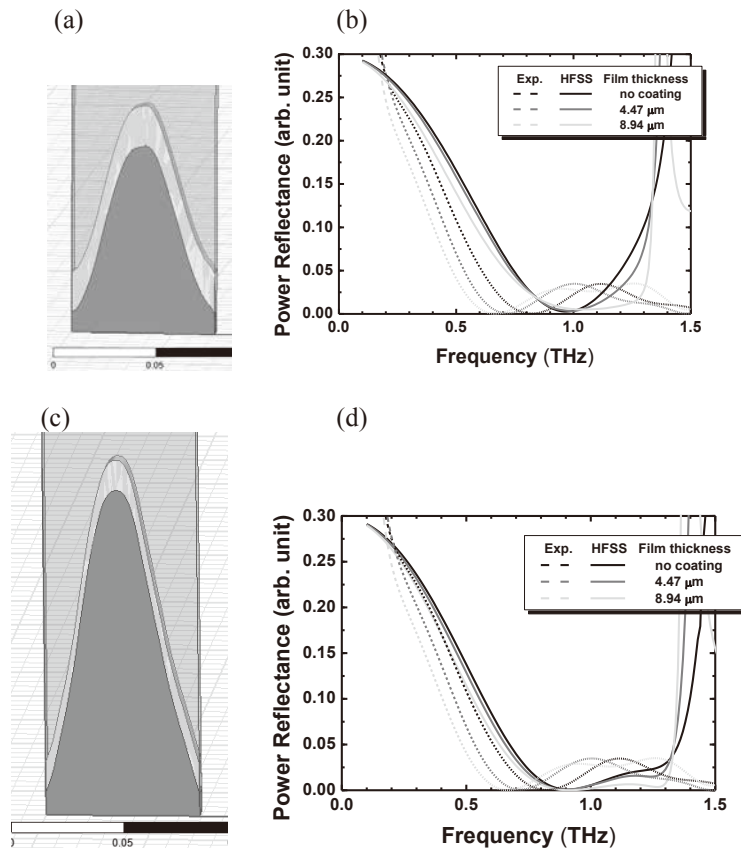 (a)
(b)
0
0.05
Power Reflectance (arb. unit)
0.30
0.25
0.20
0.15
0.10
0.05
0.00
Exp. HFSS Film thickness
no coating
4.47 μm
8.94 μm
0.0 0.5 1.0 1.5
Frequency (THz)
(c)
(d)
0
0.05
Power Reflectance (arb. unit)
0.30
0.25
0.20
0.15
0.10
0.05
0.00
Exp. HFSS Film thickness
no coating
4.47 μm
8.94 μm
0.0 0.5 1.0 1.5
Frequency (THz)